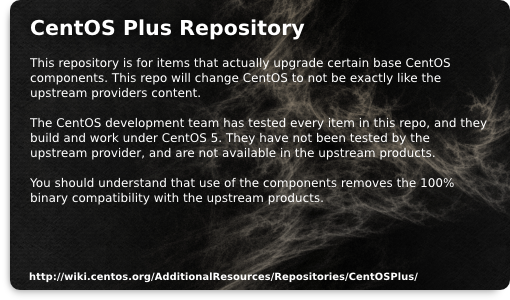 CentOS Plus Repository
This repository is for items that actually upgrade certain base CentOS
components. This repo will change CentOS to not be exactly like the
upstream providers content.
The CentOS development team has tested every item in this repo, and they
build and work under CentOS 5. They have not been tested by the
upstream provider, and are not available in the upstream products.
You should understand that use of the components removes the 100%
binary compatibility with the upstream products.
http://wiki.centos.org/AdditionalResources/Repositories/CentOSPlus/